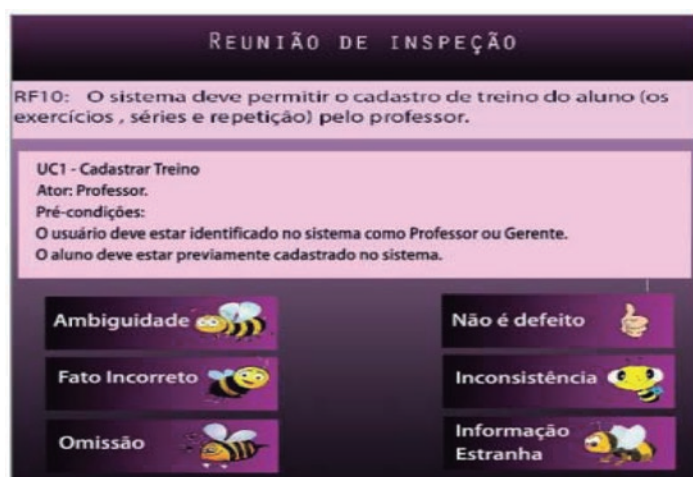 REUNIÃO DE INSPEÇÃO
RF10: O sistema deve permitir o cadastro de treino do aluno (os
exercícios , séries e repetição) pelo professor.
UC1 - Cadastrar Treino
Ator: Professor.
Pré-condições:
O usuário deve estar identificado no sistema como Professor ou Gerente.
O aluno deve estar previamente cadastrado no sistema.
Ambiguidade
Não é defeito
Fato Incorreto
Inconsistência
Omissão
Informação
Estranha